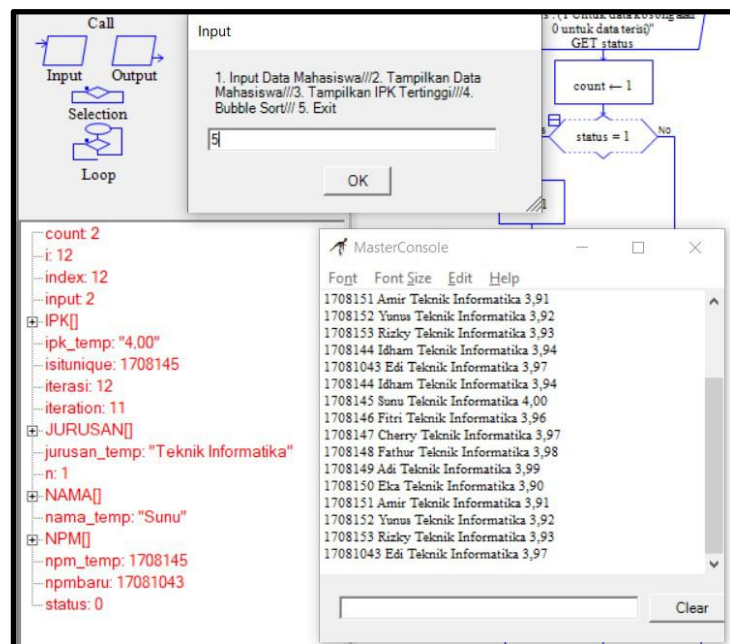 Call
Input Output
Selection
Loop
Input
1. Input Data Mahasiswa///2. Tampilkan Data
Mahasiswa///3. Tampilkan IPK Tertinggi///4.
Bubble Sort/// 5. Exit
5
OK
0 untuk data terisi)"
GET status
count ← 1
status = 1
No
count: 2
i: 12
index: 12
input: 2
IPK[]
ipk_temp: "4,00"
isitunique: 1708145
iterasi: 12
iteration: 11
JURUSAN[]
jurusan_temp: "Teknik Informatika"
n: 1
NAMA[]
nama_temp: "Sunu"
NPM[]
npm_temp: 1708145
npmbaru: 17081043
status: 0
MasterConsole
Font Font Size Edit Help
1708151 Amir Teknik Informatika 3,91
1708152 Yunus Teknik Informatika 3,92
1708153 Rizky Teknik Informatika 3,93
1708144 Idham Teknik Informatika 3,94
17081043 Edi Teknik Informatika 3,97
1708144 Idham Teknik Informatika 3,94
1708145 Sunu Teknik Informatika 4,00
1708146 Fitri Teknik Informatika 3,96
1708147 Cherry Teknik Informatika 3,97
1708148 Fathur Teknik Informatika 3,98
1708149 Adi Teknik Informatika 3,99
1708150 Eka Teknik Informatika 3,90
1708151 Amir Teknik Informatika 3,91
1708152 Yunus Teknik Informatika 3,92
1708153 Rizky Teknik Informatika 3,93
17081043 Edi Teknik Informatika 3,97
Clear